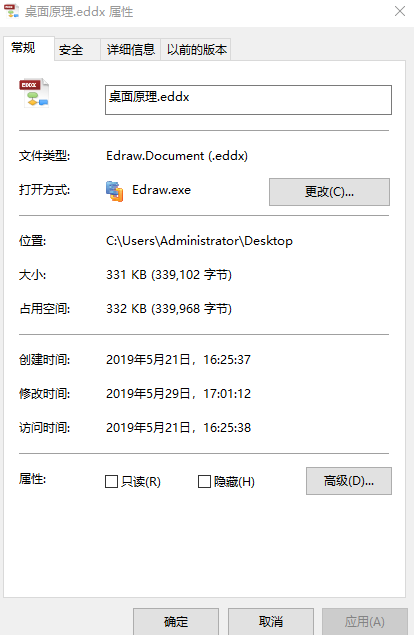 桌面原理.eddx 属性
常规 安全 详细信息 以前的版本
EDDX
桌面原理.eddx
文件类型: Edraw.Document (.eddx)
打开方式: Edraw.exe 更改(C)...
位置: C:\Users\Administrator\Desktop
大小: 331 KB (339,102 字节)
占用空间: 332 KB (339,968 字节)
创建时间: 2019年5月21日，16:25:37
修改时间: 2019年5月29日，17:01:12
访问时间: 2019年5月21日，16:25:38
属性: 只读(R) 隐藏(H) 高级(D)...
确定 取消 应用(A)